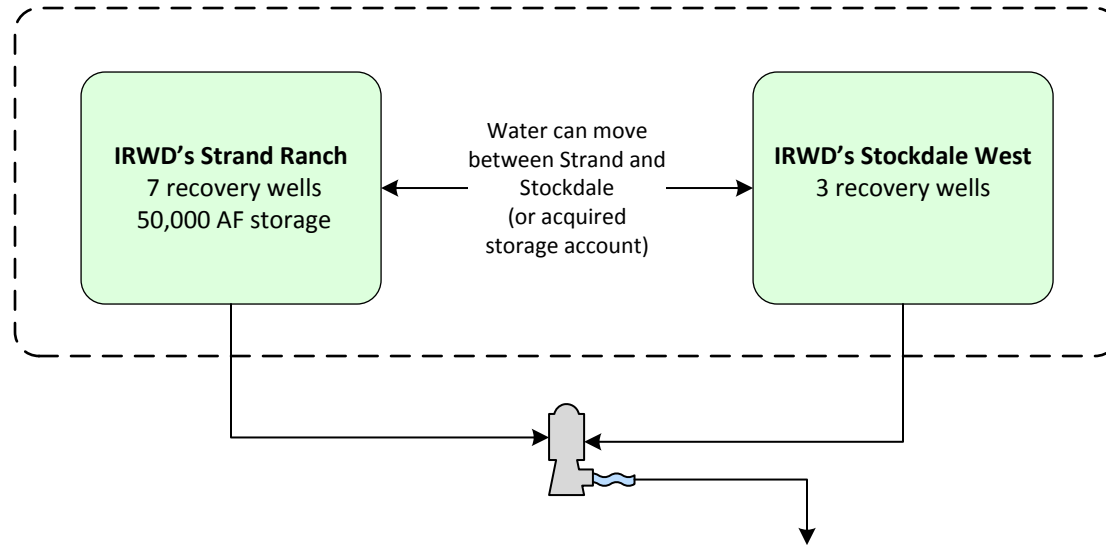 IRWD’s Strand Ranch
7 recovery wells
50,000 AF storage
Water can move
between Strand and
Stockdale
(or acquired
storage account)
IRWD’s Stockdale West
3 recovery wells